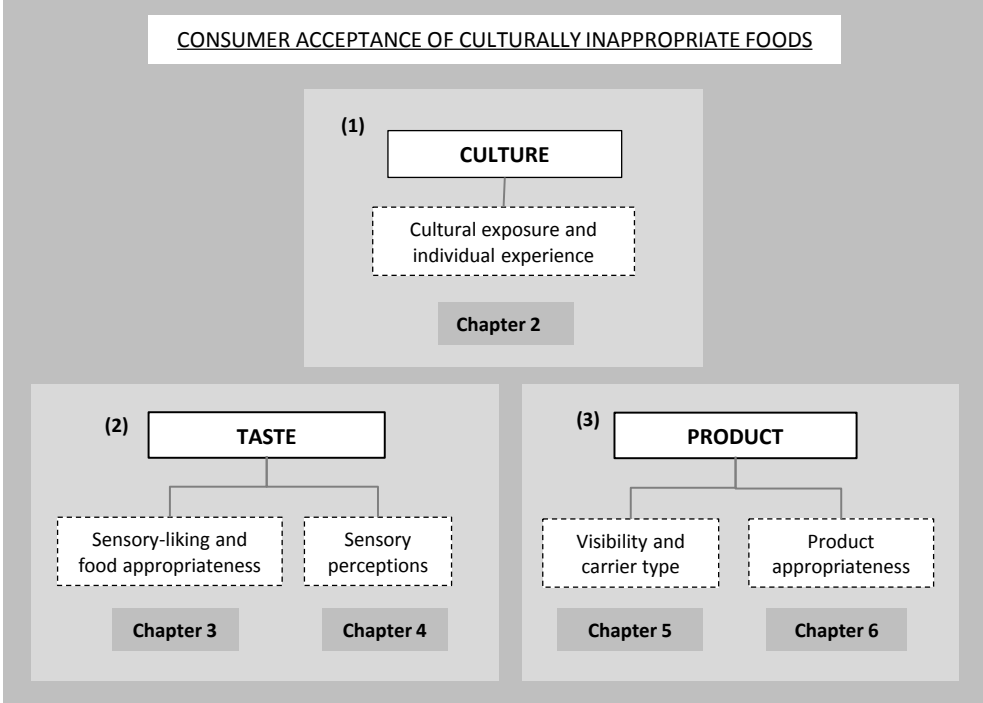 CONSUMER ACCEPTANCE OF CULTURALLY INAPPROPRIATE FOODS
(1)
CULTURE
Cultural exposure and
individual experience
Chapter 2
(2)
TASTE
Sensory-liking and
food appropriateness
Chapter 3
Sensory
perceptions
Chapter 4
(3)
PRODUCT
Visibility and
carrier type
Chapter 5
Product
appropriateness
Chapter 6